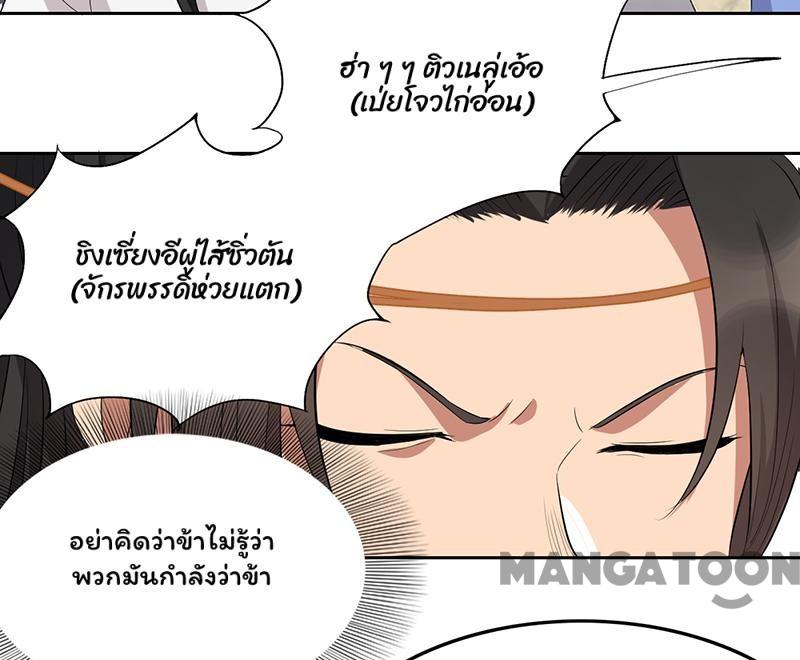 ฮ่า ๆ ๆ ติวเนลู่เอ้อ
(เป่ยโจวไก่อ่อน)
ชิงเซี่ยงอีผู่ไส้ซิ่วตัน
(จักรพรรดิห่วยแตก)
อย่าคิดว่าข้าไม่รู้ว่า
พวกมันกำลังว่าข้า
MANGATOON